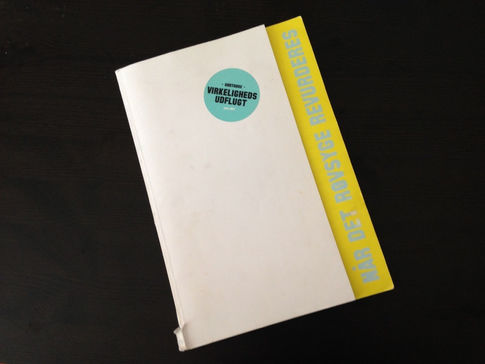 VIRKELIGHEDS
UDFLUGT
NÅR DET RØVSYGE REVURDERES